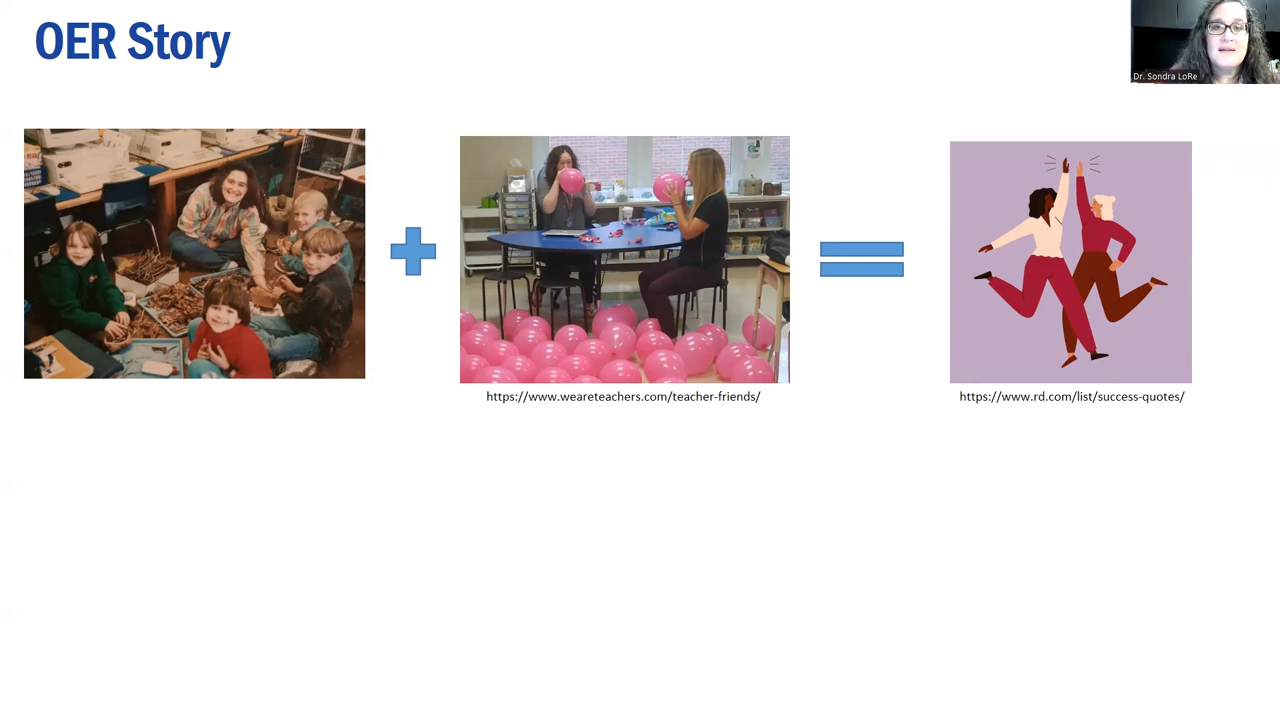 OER Story
Dr. Sondra LoRe
https://www.weareteachers.com/teacher-friends/
https://www.rd.com/list/success-quotes/